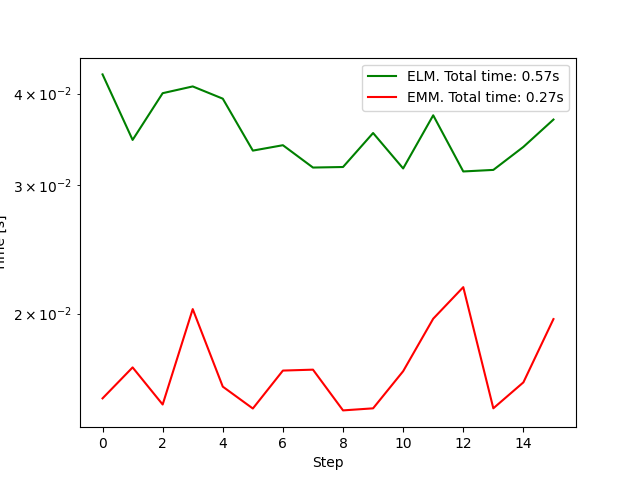 ELM. Total time: 0.57s
EMM. Total time: 0.27s
4 × 10⁻²
3 × 10⁻²
2 × 10⁻²
0 2 4 6 8 10 12 14
Step